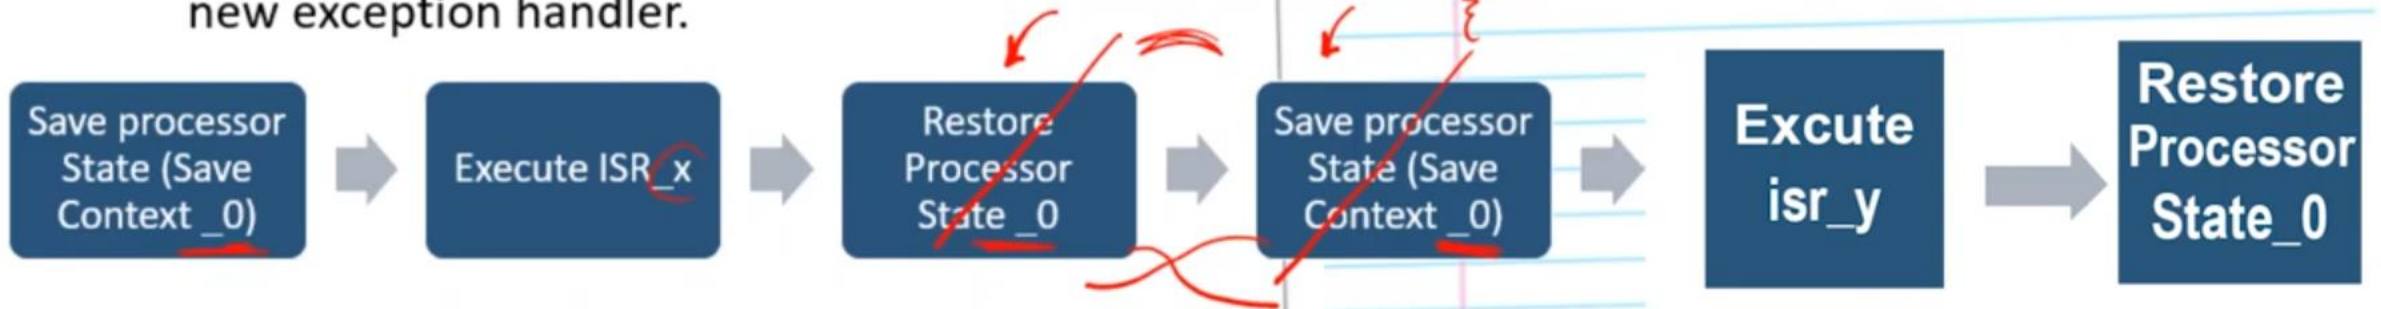 new exception handler.
Save processor
State (Save
Context _0)
Execute ISR_x
Restore
Processor
State _0
Save processor
State (Save
Context _0)
Excute
isr_y
Restore
Processor
State_0